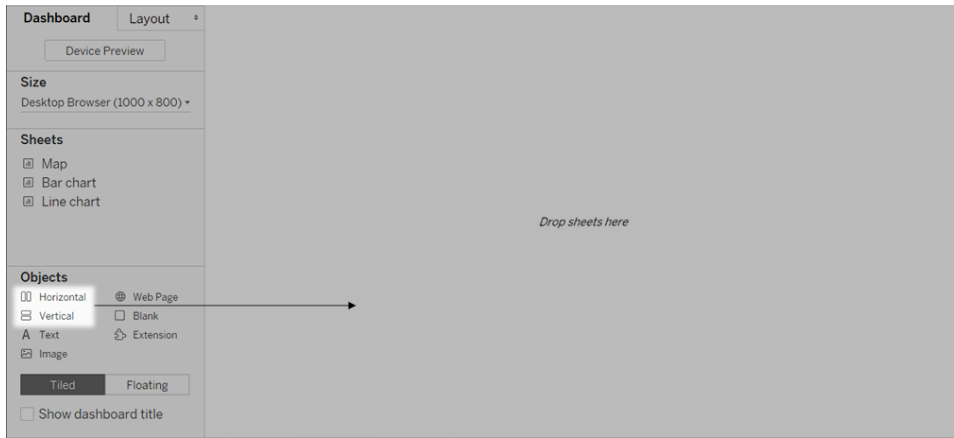 Dashboard Layout
Device Preview
Size
Desktop Browser (1000 x 800)
Sheets
Map
Bar chart
Line chart
Drop sheets here
Objects
Horizontal Web Page
Vertical Blank
Text Extension
Image
Tiled Floating
Show dashboard title